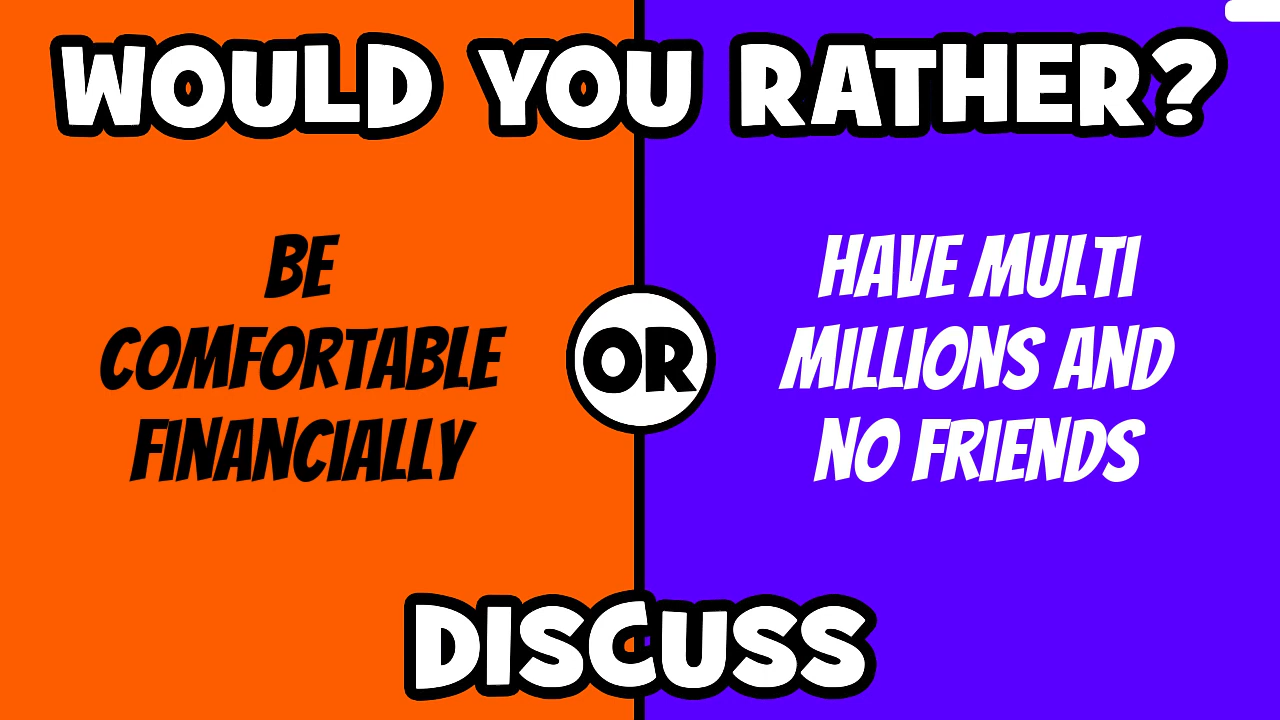 WOULD YOU RATHER?
BE
COMFORTABLE
FINANCIALLY
OR
HAVE MULTI
MILLIONS AND
NO FRIENDS
DISCUSS